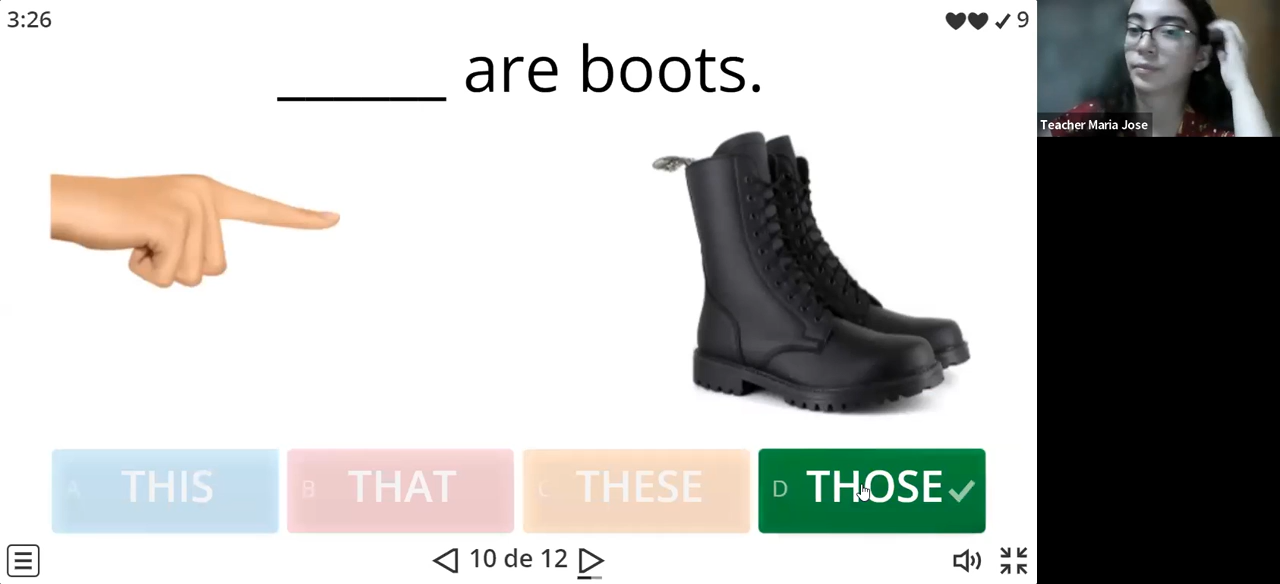 3:26
9
______ are boots.
Teacher Maria Jose
A THIS
B THAT
C THESE
D THOSE
10 de 12